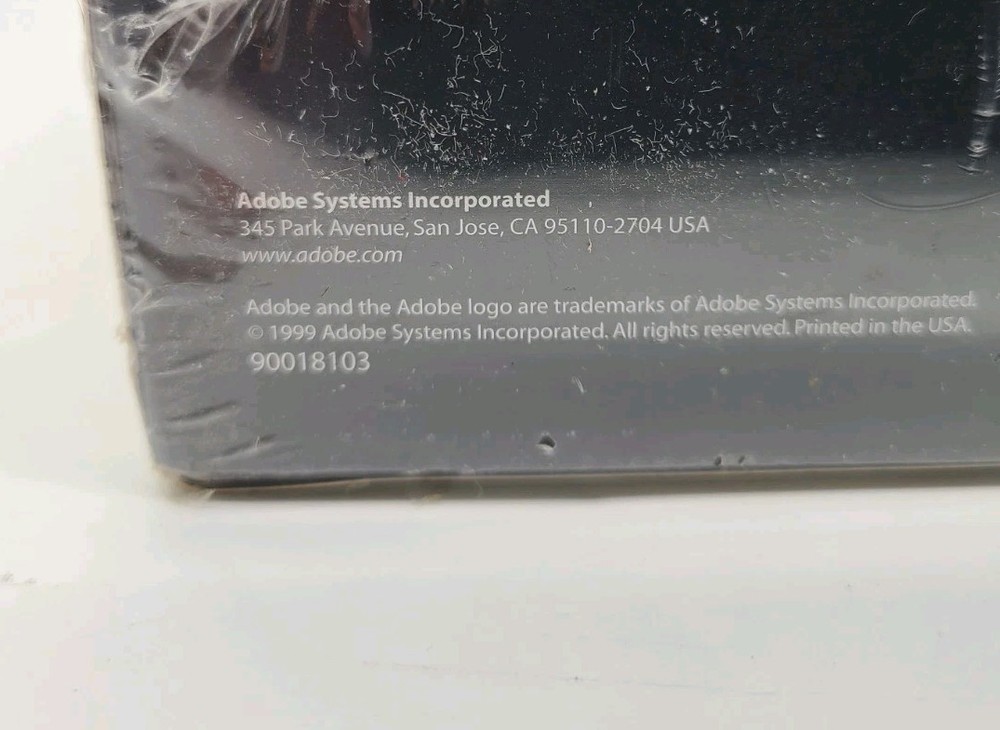 Adobe Systems Incorporated
345 Park Avenue, San Jose, CA 95110-2704 USA
www.adobe.com
Adobe and the Adobe logo are trademarks of Adobe Systems Incorporated.
© 1999 Adobe Systems Incorporated. All rights reserved. Printed in the USA.
90018103